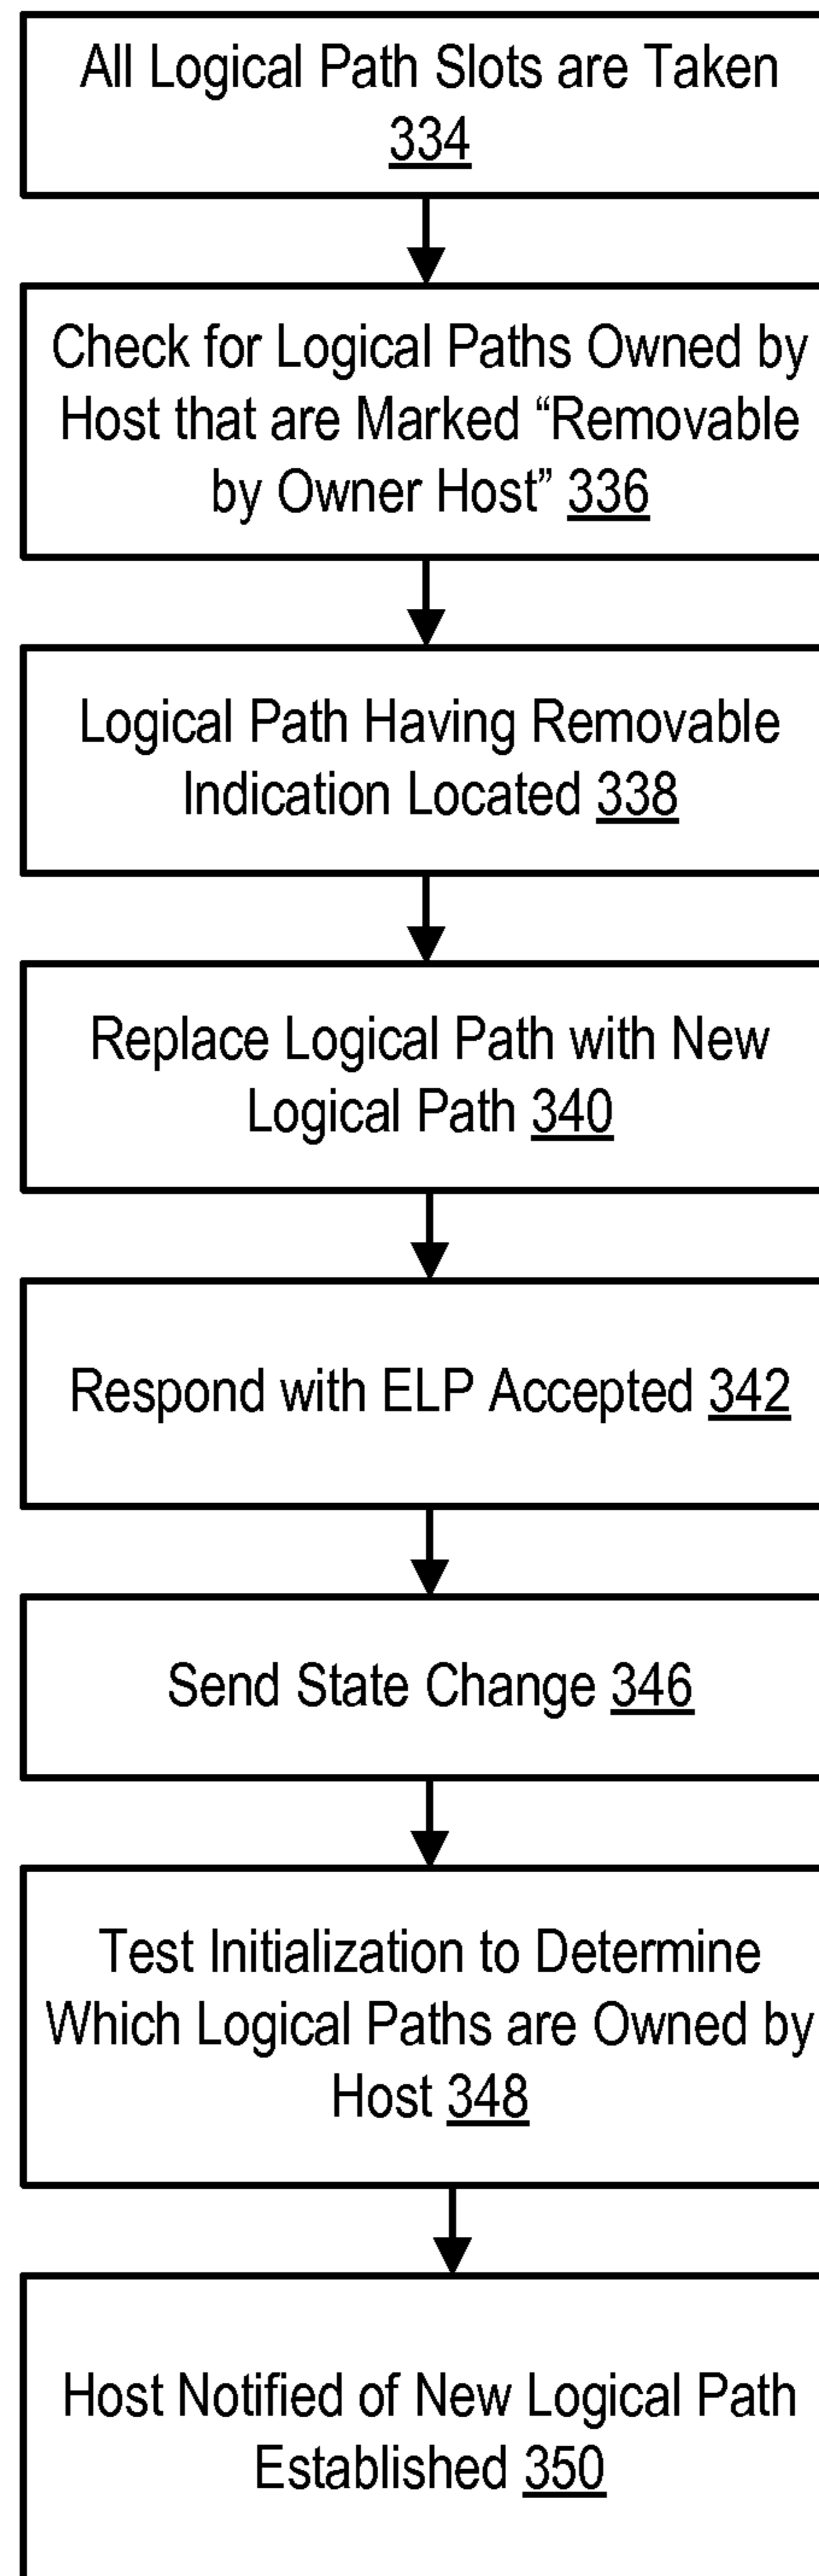 All Logical Path Slots are Taken
334
Check for Logical Paths Owned by
Host that are Marked “Removable
by Owner Host” 336
Logical Path Having Removable
Indication Located 338
Replace Logical Path with New
Logical Path 340
Respond with ELP Accepted 342
Send State Change 346
Test Initialization to Determine
Which Logical Paths are Owned by
Host 348
Host Notified of New Logical Path
Established 350